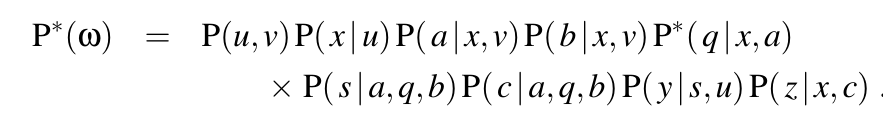 P*(ω) = P(u,v)P(x|u)P(a|x,v)P(b|x,v)P*(q|x,a)
× P(s|a,q,b)P(c|a,q,b)P(y|s,u)P(z|x,c) .